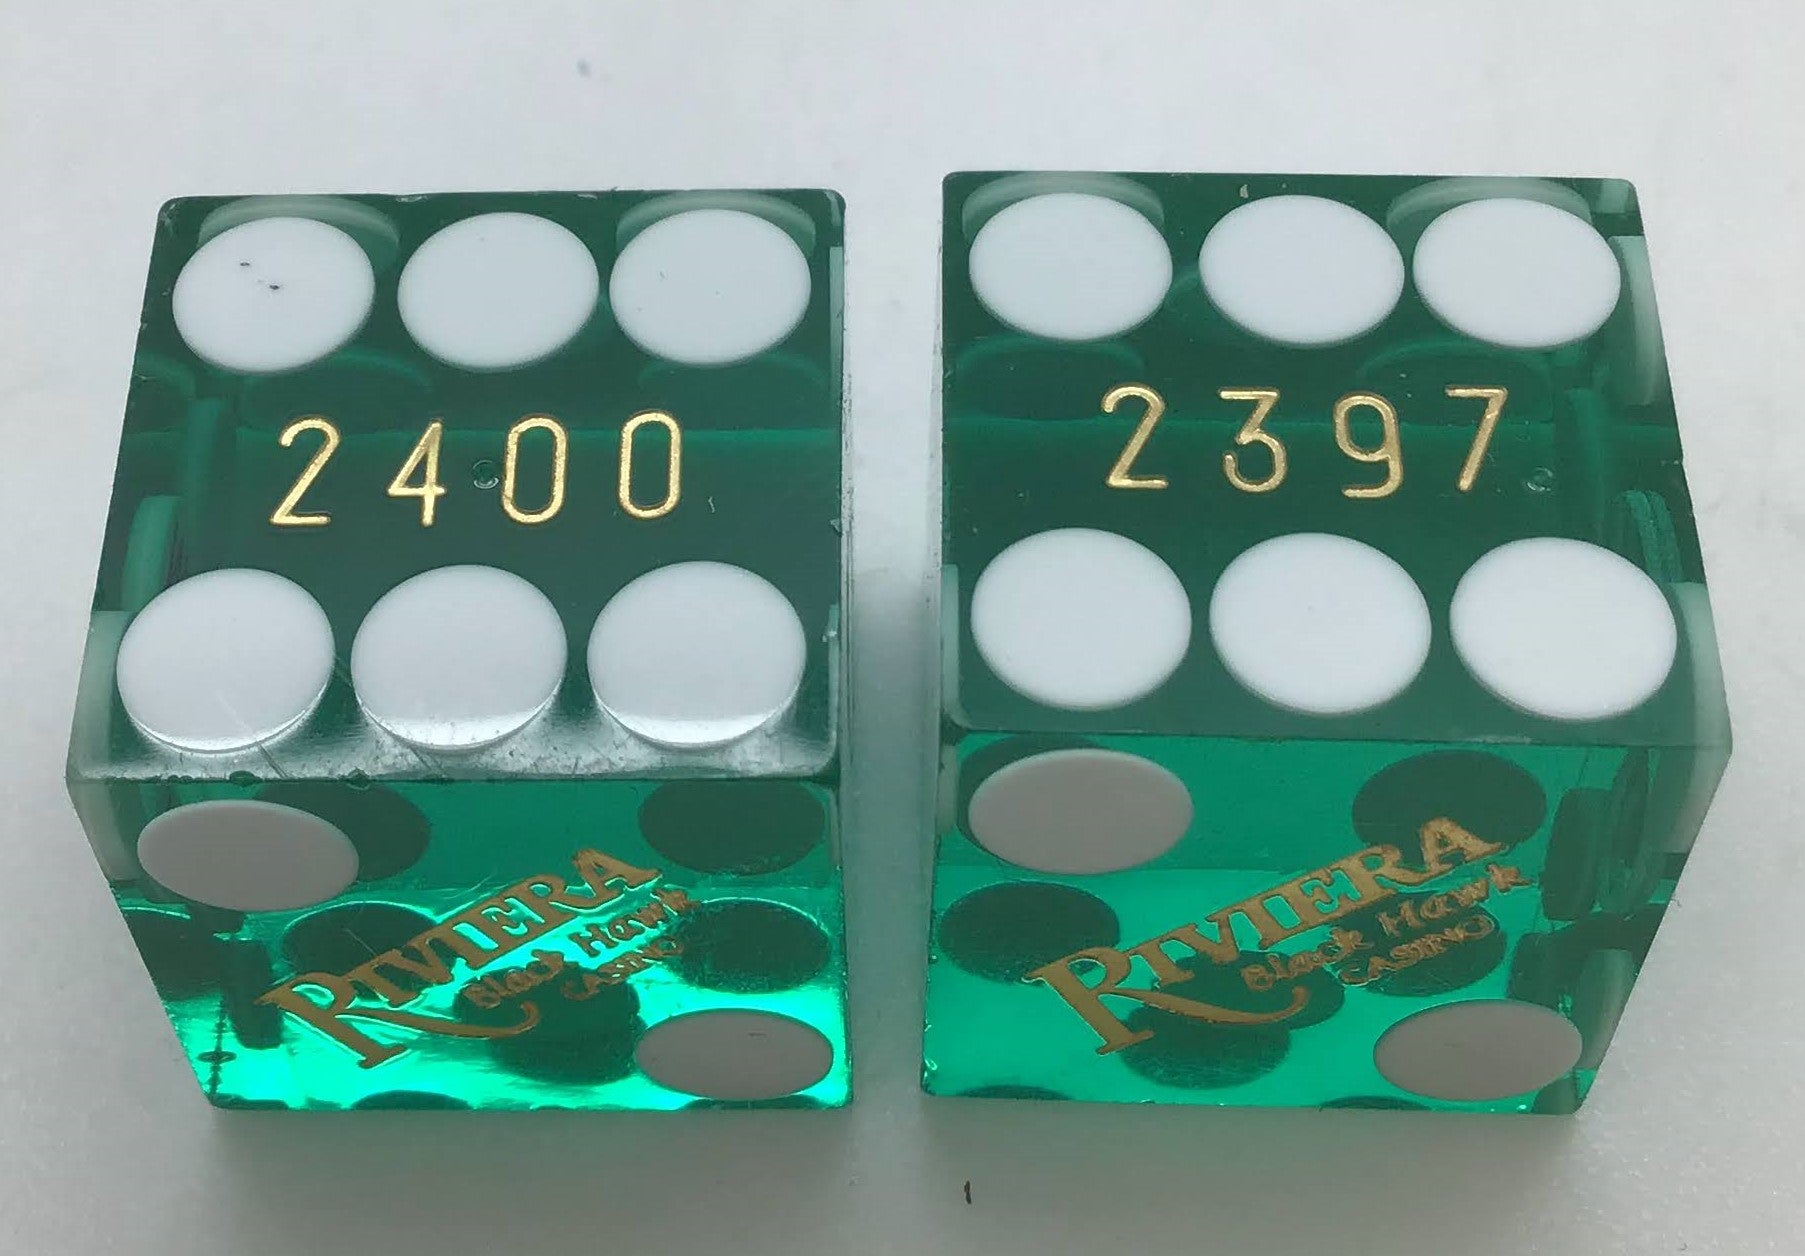 2400
2397
RIVIERA
Black Hawk
CASINO
RIVIERA
Black Hawk
CASINO